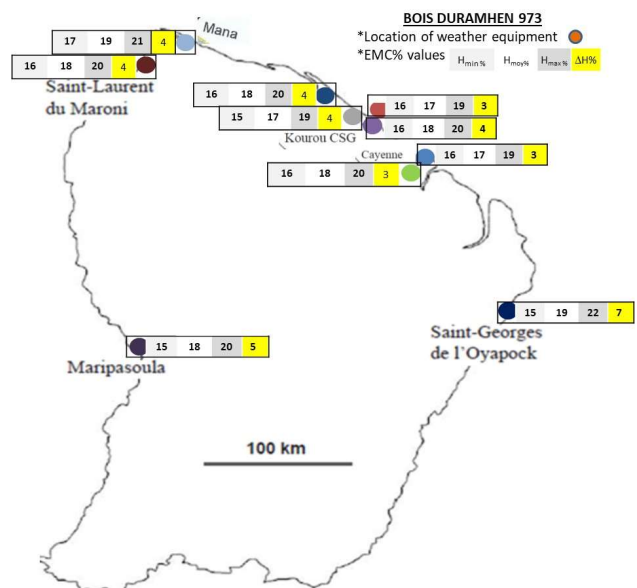 BOIS DURAMHEN 973
*Location of weather equipment
*EMC% values Hmin% Hmoy% Hmax% ΔH%
17 19 21 4 Mana
16 18 20 4
Saint-Laurent
du Maroni
16 18 20 4
15 17 19 4
16 17 19 3
16 18 20 4
Kourou CSG
Cayenne
16 17 19 3
16 18 20 3
15 19 22 7
Saint-Georges
de l'Oyapock
15 18 20 5
Maripasoula
100 km